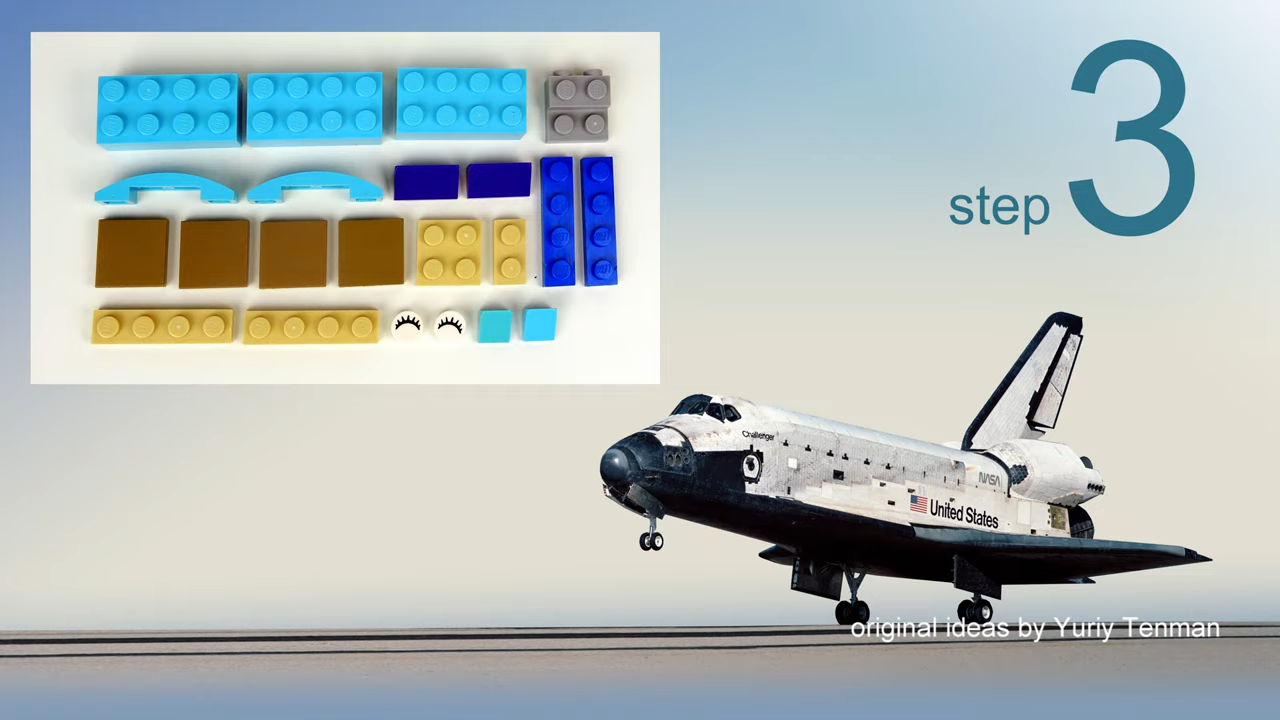 step 3
Challenger
NASA
United States
original ideas by Yuriy Tenman